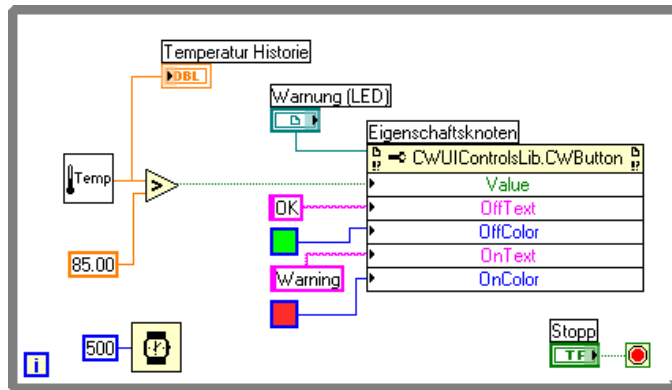 Temperatur Historie
DBL
Warnung (LED)
Eigenschaftsknoten
CWUIControlsLib.CWButton
Temp
>
Value
OK
OffText
OffColor
85.00
OnText
Warning
OnColor
500
Stopp
TF
i